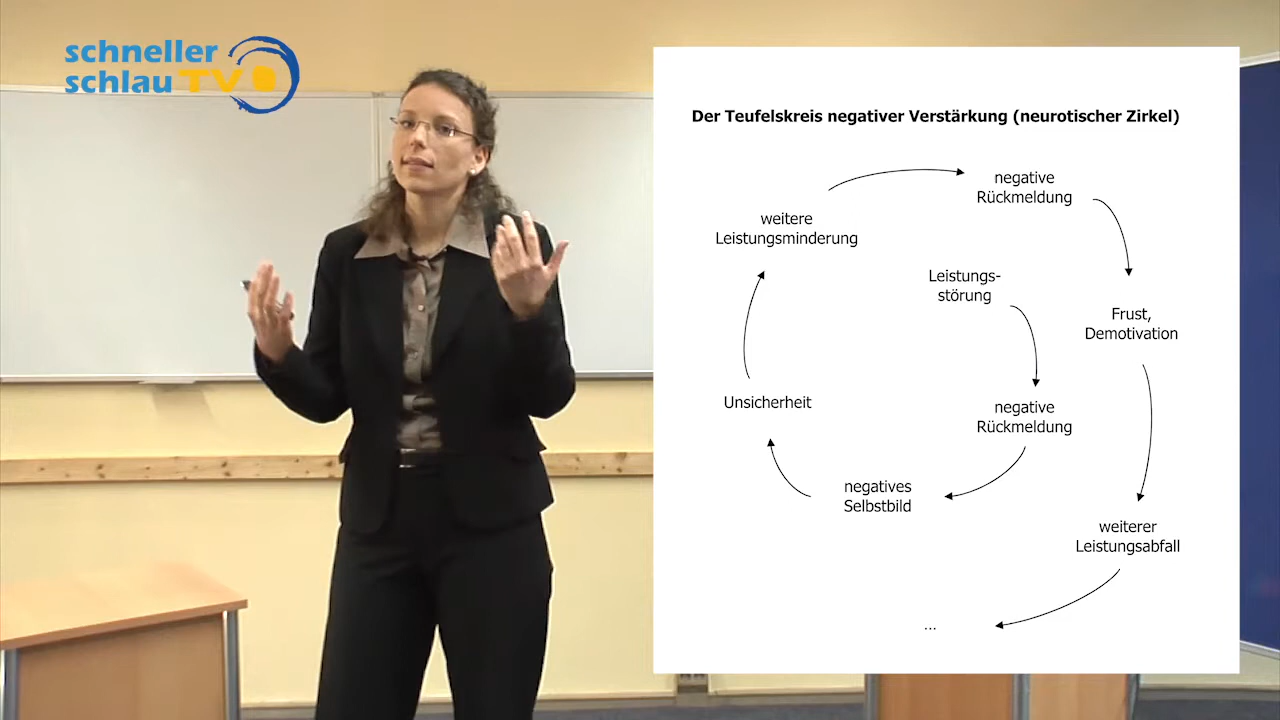 schneller
schlau TV
Der Teufelskreis negativer Verstärkung (neurotischer Zirkel)
negative
Rückmeldung
weitere
Leistungsminderung
Leistungs-
störung
Frust,
Demotivation
Unsicherheit
negative
Rückmeldung
negatives
Selbstbild
weiterer
Leistungsabfall
...